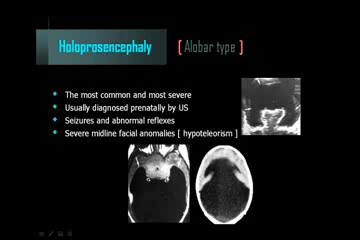 Holoprosencephaly [ Alobar type ]
The most common and most severe
Usually diagnosed prenatally by US
Seizures and abnormal reflexes
Severe midline facial anomalies [ hypoteleorism ]